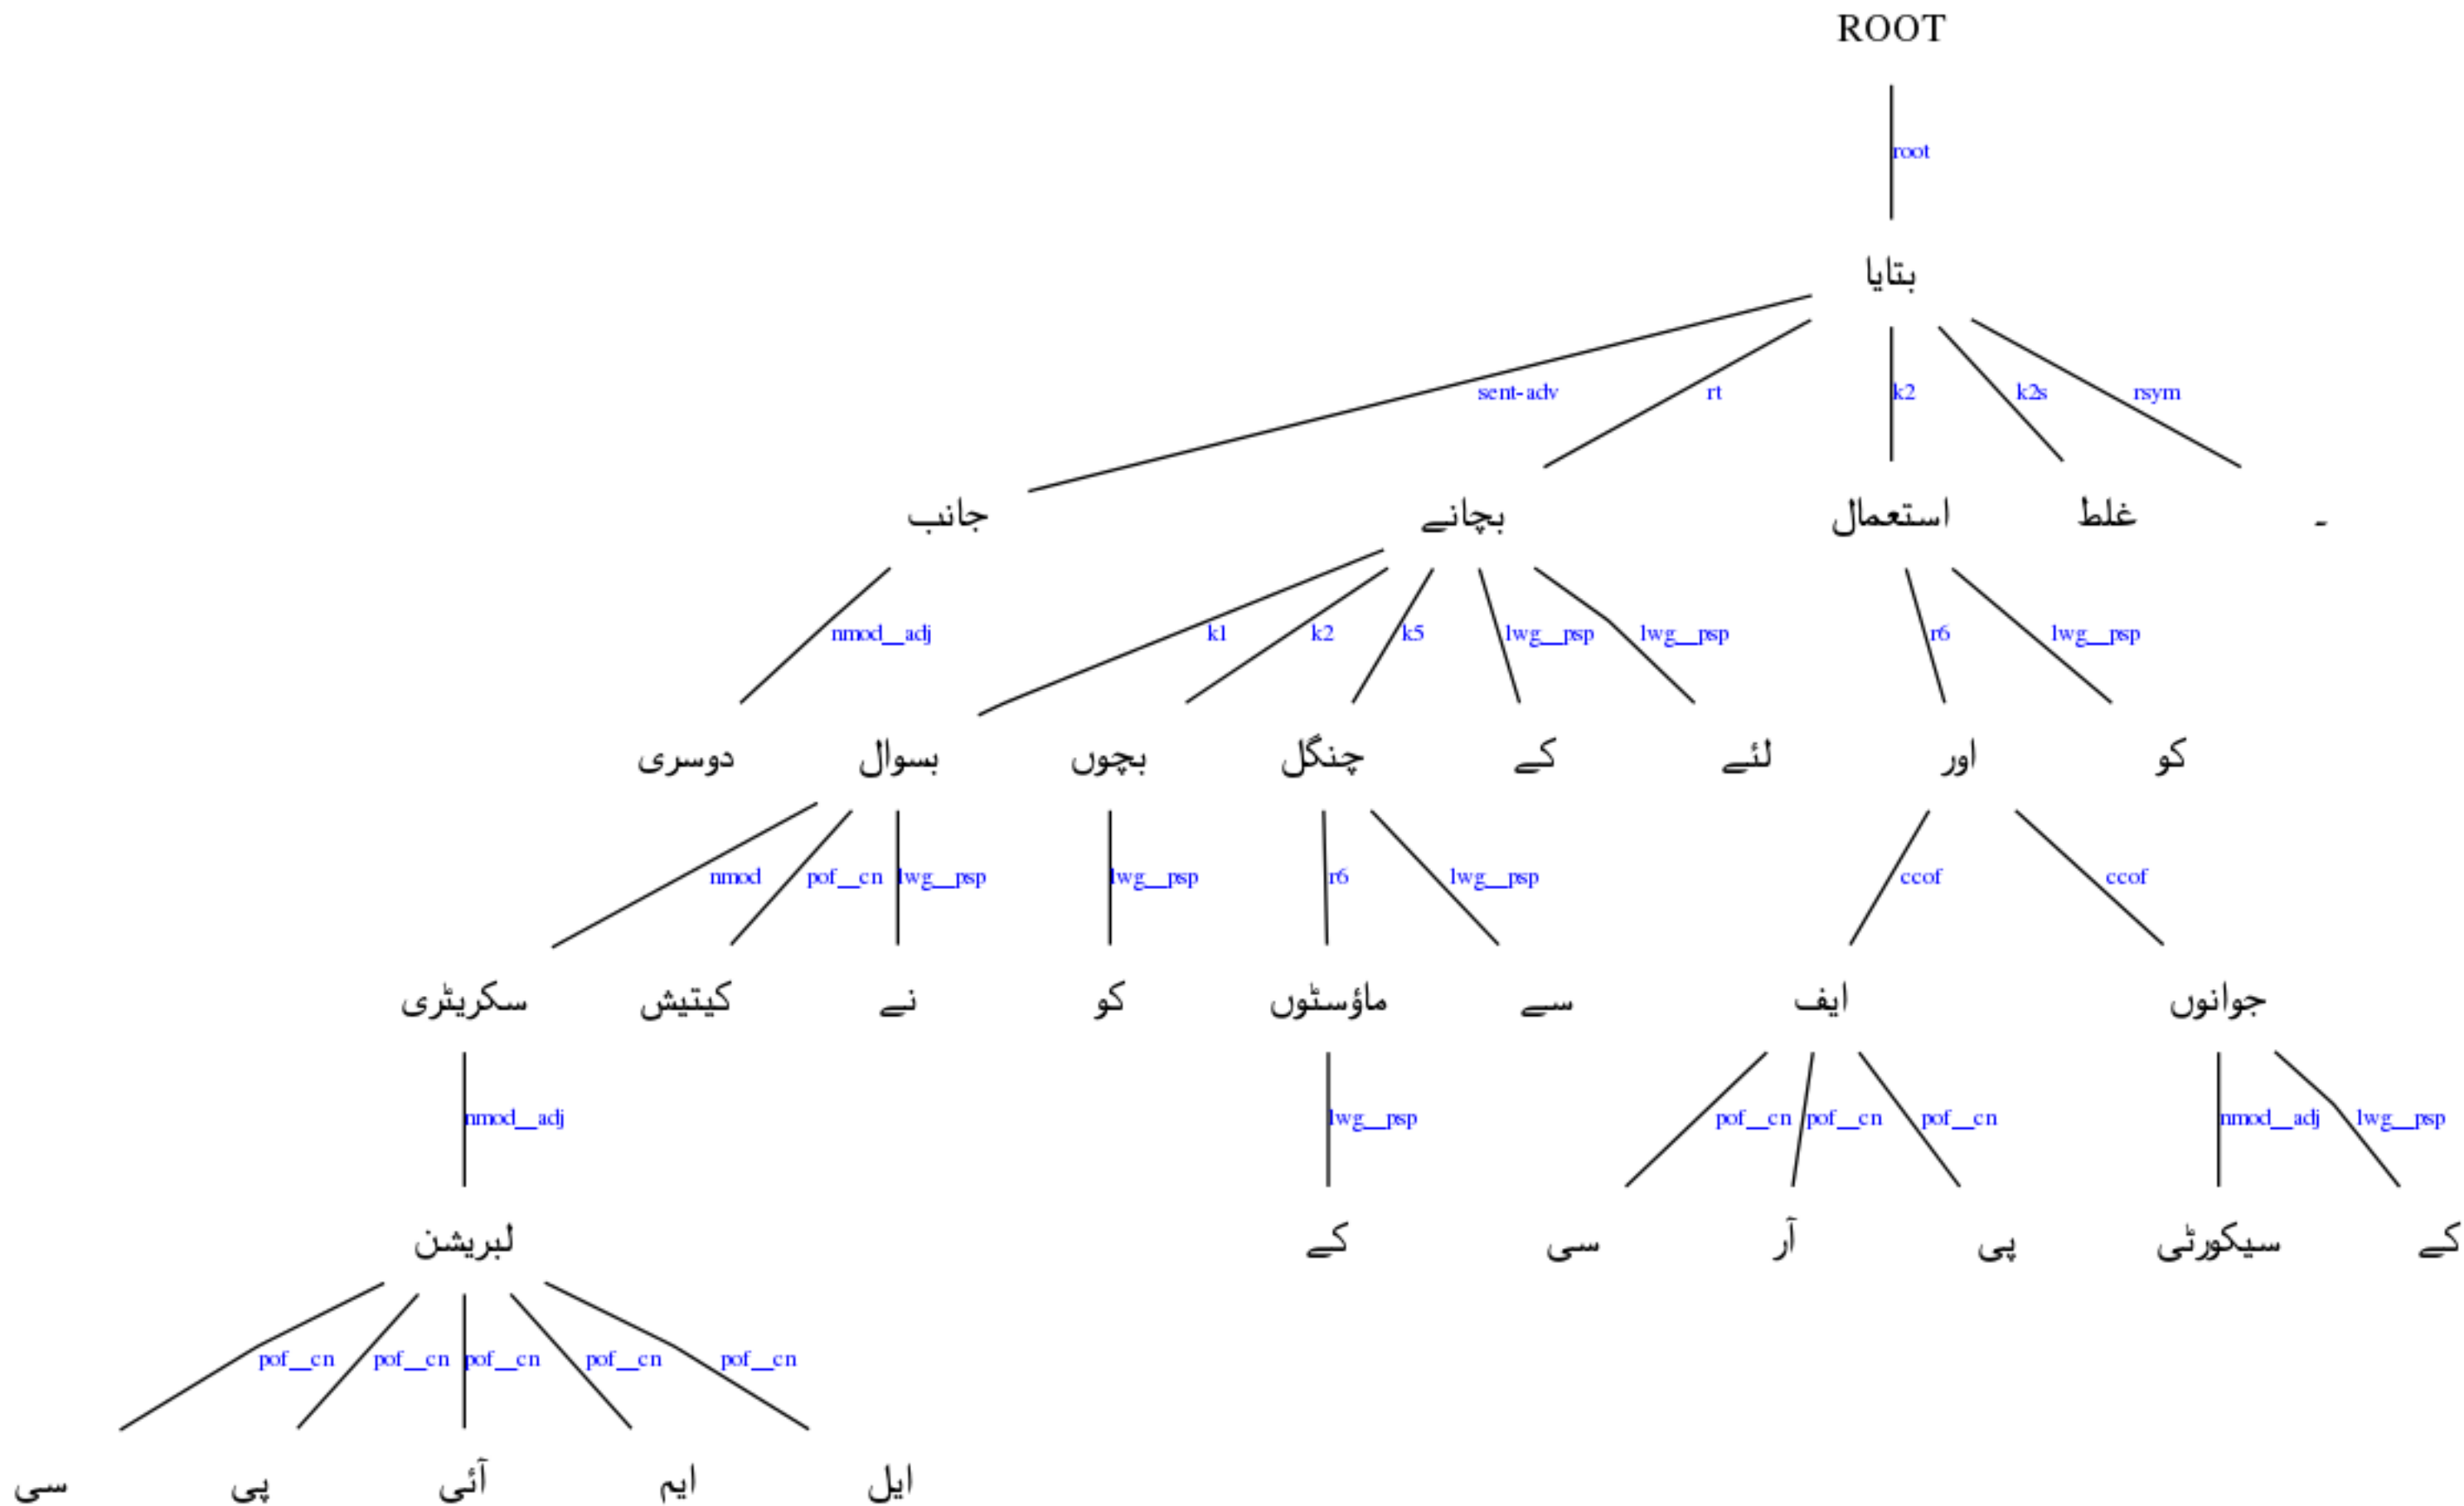 ROOT
root
بتایا
sent-adv rt k2 k2s rsym
جانب بچانے استعمال غلط ۔
nmod__adj k1 k2 k5 lwg__psp lwg__psp r6 lwg__psp
دوسری بسوال بچوں چنگل کے لئے اور کو
nmod pof__cn lwg__psp lwg__psp r6 lwg__psp ccof ccof
سکریٹری کیتیش نے کو ماؤسٹوں سے ایف جوانوں
nmod__adj lwg__psp pof__cn pof__cn pof__cn nmod__adj lwg__psp
لبریشن کے سی آر پی سیکورٹی کے
pof__cn pof__cn pof__cn pof__cn pof__cn
سی پی آئی ایم ایل